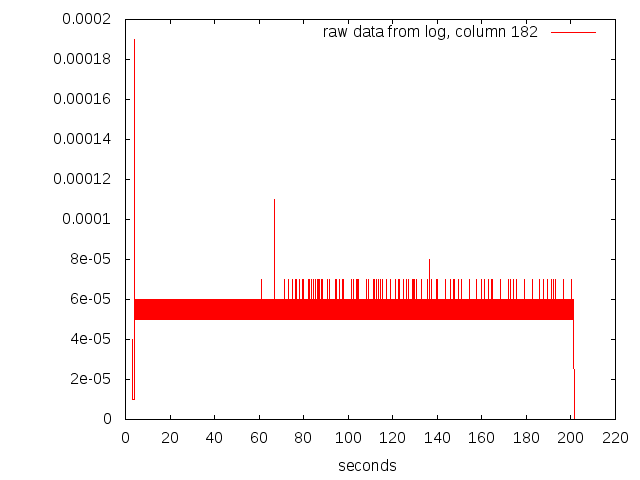 0.0002
raw data from log, column 182
0.00018
0.00016
0.00014
0.00012
0.0001
8e-05
6e-05
4e-05
2e-05
0
0 20 40 60 80 100 120 140 160 180 200 220
seconds